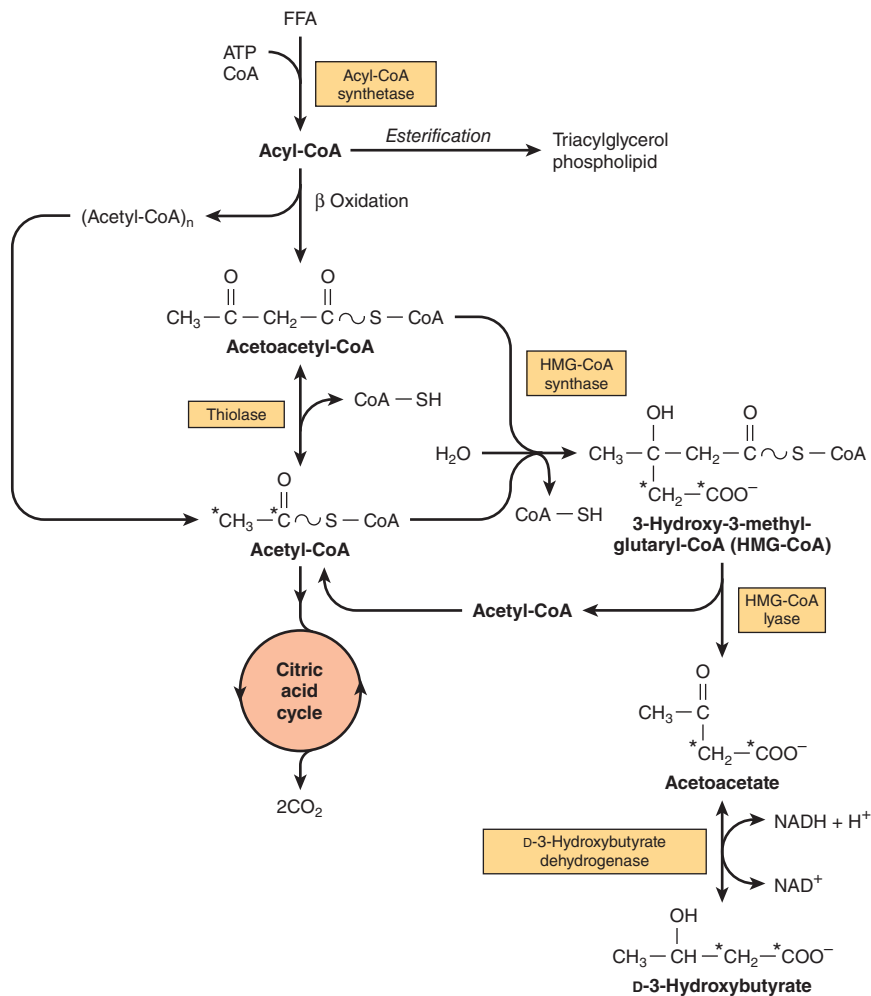 FFA
ATP
CoA
Acyl-CoA
synthetase
Acyl-CoA
Esterification
Triacylglycerol
phospholipid
(Acetyl-CoA)n
β Oxidation
O O
CH3 — C — CH2 — C ~ S — CoA
Acetoacetyl-CoA
HMG-CoA
synthase
Thiolase
CoA — SH
H2O
OH O
CH3 — C — CH2 — C ~ S — CoA
*CH2 — *COO−
3-Hydroxy-3-methyl-
glutaryl-CoA (HMG-CoA)
O
*CH3 — *C ~ S — CoA
Acetyl-CoA
CoA — SH
Acetyl-CoA
HMG-CoA
lyase
Citric
acid
cycle
2CO2
O
CH3 — C
*CH2 — *COO−
Acetoacetate
D-3-Hydroxybutyrate
dehydrogenase
NADH + H+
NAD+
OH
CH3 — CH — *CH2 — *COO−
D-3-Hydroxybutyrate